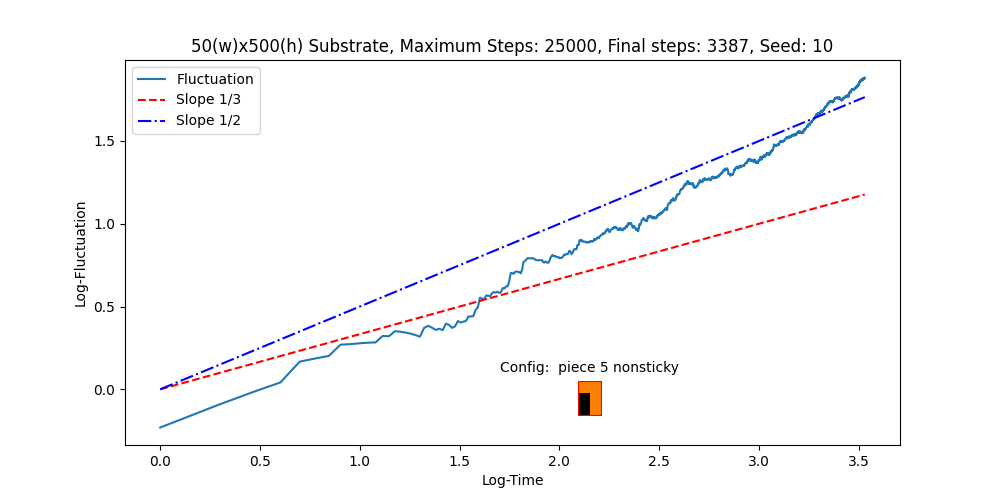 50(w)x500(h) Substrate, Maximum Steps: 25000, Final steps: 3387, Seed: 10
Fluctuation
Slope 1/3
Slope 1/2
Log-Fluctuation
1.5
1.0
0.5
0.0
Config:  piece 5 nonsticky
0.0 0.5 1.0 1.5 2.0 2.5 3.0 3.5
Log-Time